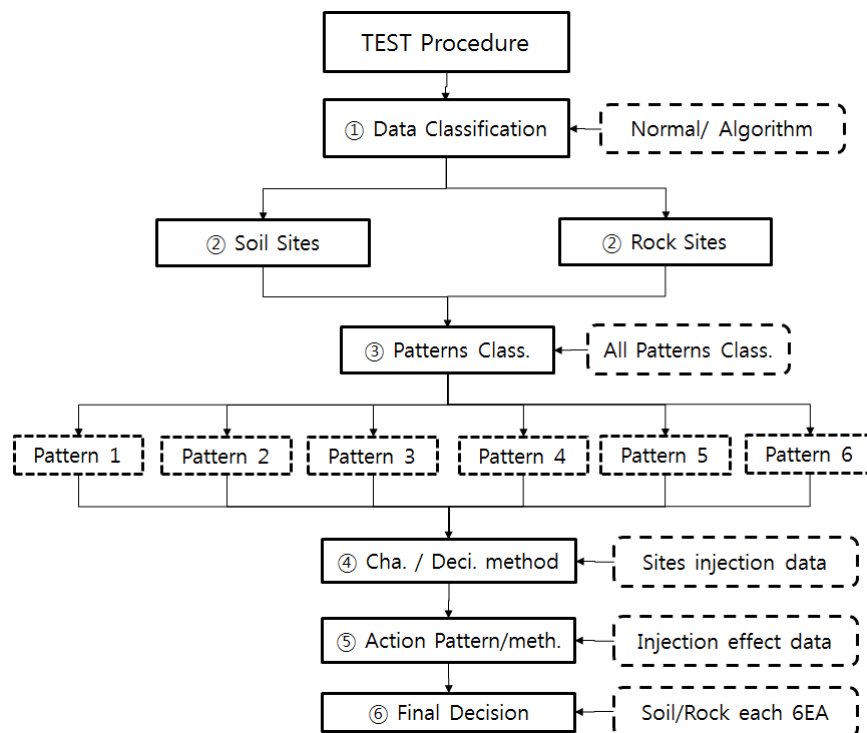 TEST Procedure
① Data Classification
Normal/ Algorithm
② Soil Sites
② Rock Sites
③ Patterns Class.
All Patterns Class.
Pattern 1
Pattern 2
Pattern 3
Pattern 4
Pattern 5
Pattern 6
④ Cha. / Deci. method
Sites injection data
⑤ Action Pattern/meth.
Injection effect data
⑥ Final Decision
Soil/Rock each 6EA